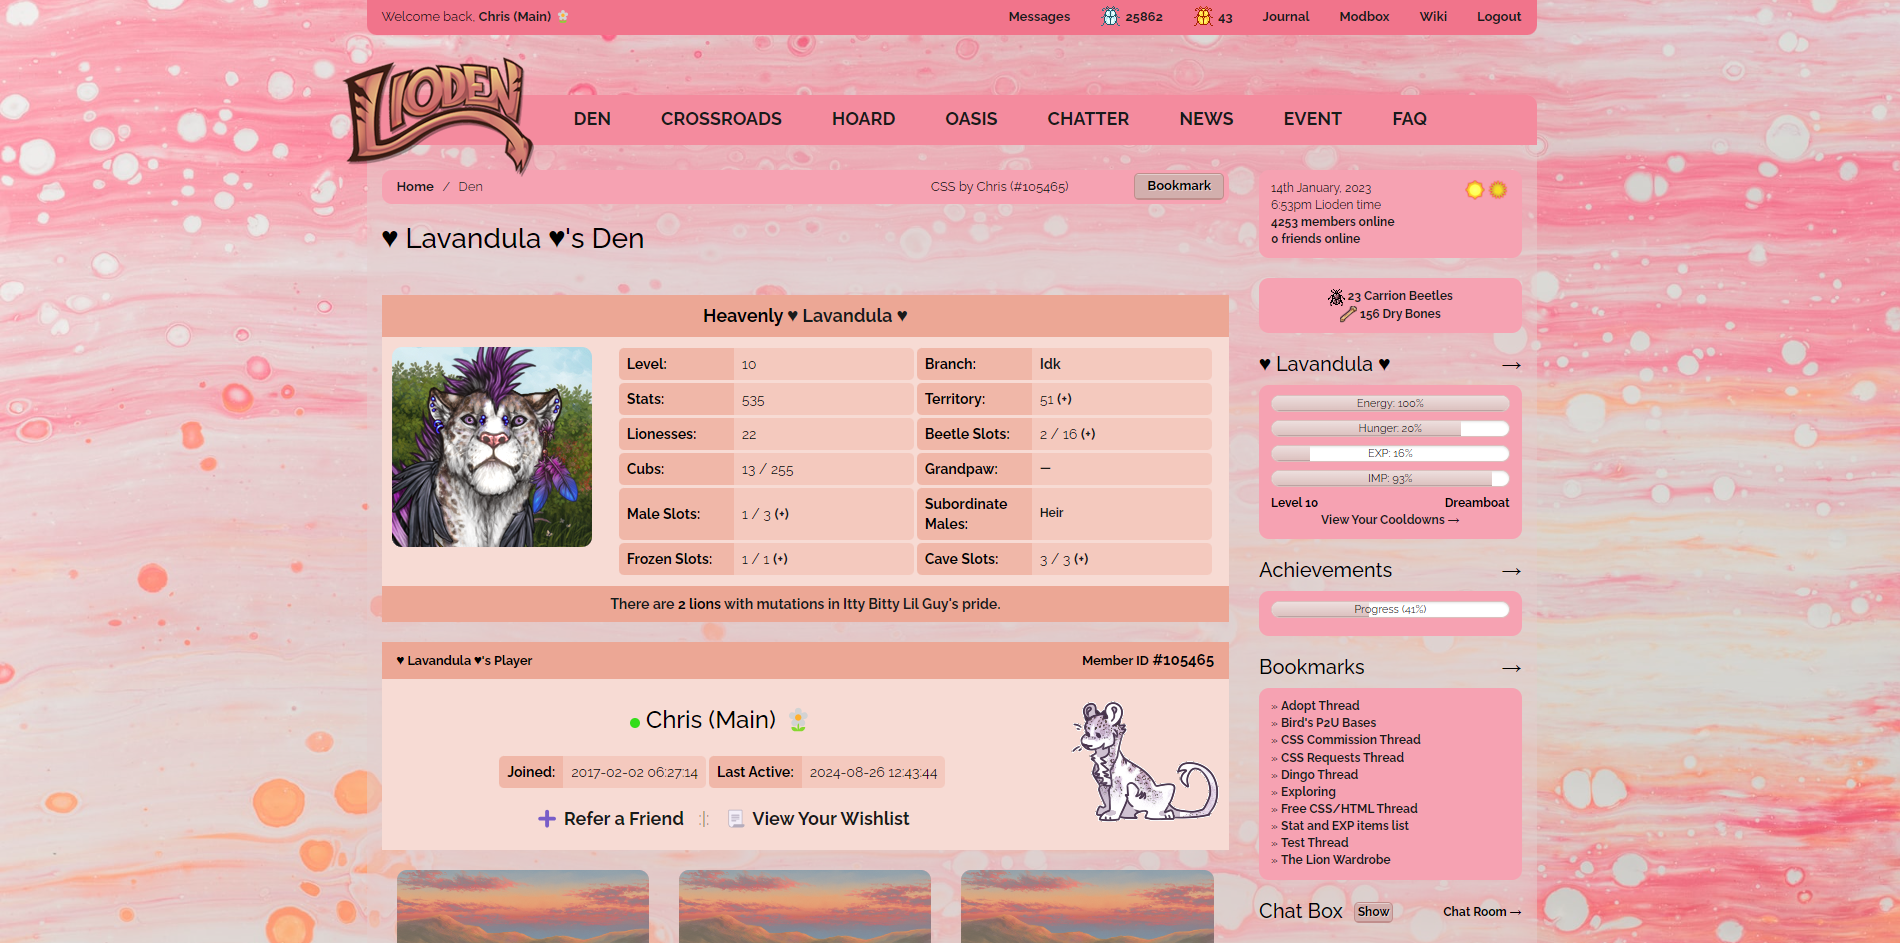 Welcome back, Chris (Main)
Messages 25862 43 Journal Modbox Wiki Logout
LIODEN
DEN CROSSROADS HOARD OASIS CHATTER NEWS EVENT FAQ
Home / Den CSS by Chris (#105465) Bookmark
♥ Lavandula ♥'s Den
Heavenly ♥ Lavandula ♥
Level: 10 Branch: Idk
Stats: 535 Territory: 51 (+)
Lionesses: 22 Beetle Slots: 2 / 16 (+)
Cubs: 13 / 255 Grandpaw: —
Male Slots: 1 / 3 (+) Subordinate Males: Heir
Frozen Slots: 1 / 1 (+) Cave Slots: 3 / 3 (+)
There are 2 lions with mutations in Itty Bitty Lil Guy's pride.
♥ Lavandula ♥'s Player Member ID #105465
Chris (Main)
Joined: 2017-02-02 06:27:14 Last Active: 2024-08-26 12:43:44
Refer a Friend View Your Wishlist
14th January, 2023
6:53pm Lioden time
4253 members online
0 friends online
23 Carrion Beetles
156 Dry Bones
♥ Lavandula ♥ →
Energy: 100%
Hunger: 20%
EXP: 16%
IMP: 93%
Level 10 Dreamboat
View Your Cooldowns →
Achievements →
Progress (41%)
Bookmarks →
» Adopt Thread
» Bird's P2U Bases
» CSS Commission Thread
» CSS Requests Thread
» Dingo Thread
» Exploring
» Free CSS/HTML Thread
» Stat and EXP items list
» Test Thread
» The Lion Wardrobe
Chat Box Show Chat Room →